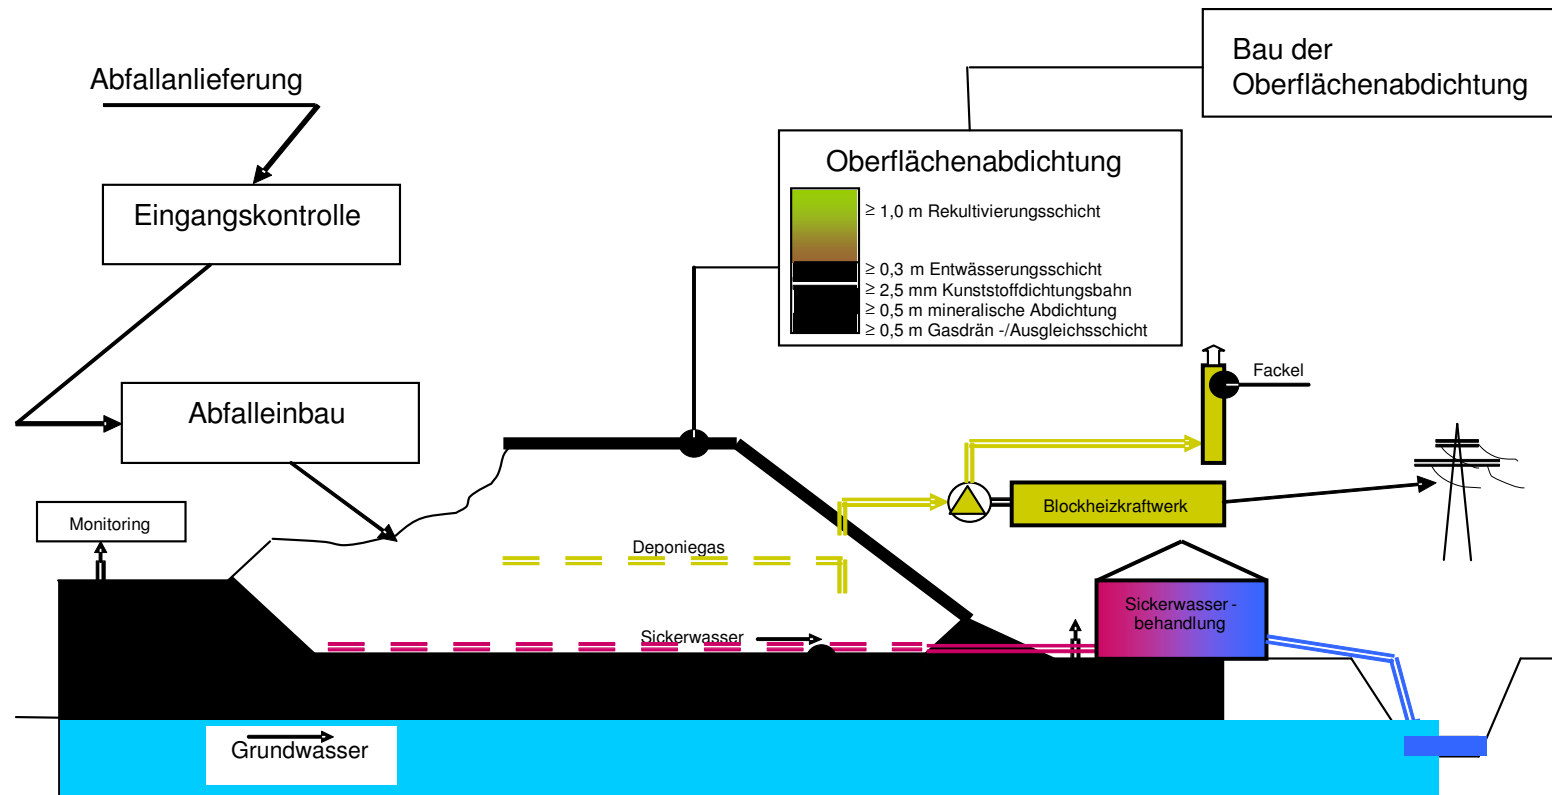 Bau der
Oberflächenabdichtung
Abfallanlieferung
Oberflächenabdichtung
≥ 1,0 m Rekultivierungsschicht
≥ 0,3 m Entwässerungsschicht
≥ 2,5 mm Kunststoffdichtungsbahn
≥ 0,5 m mineralische Abdichtung
≥ 0,5 m Gasdrän -/Ausgleichsschicht
Eingangskontrolle
Fackel
Abfalleinbau
Blockheizkraftwerk
Monitoring
Deponiegas
Sickerwasser -
behandlung
Sickerwasser
Grundwasser